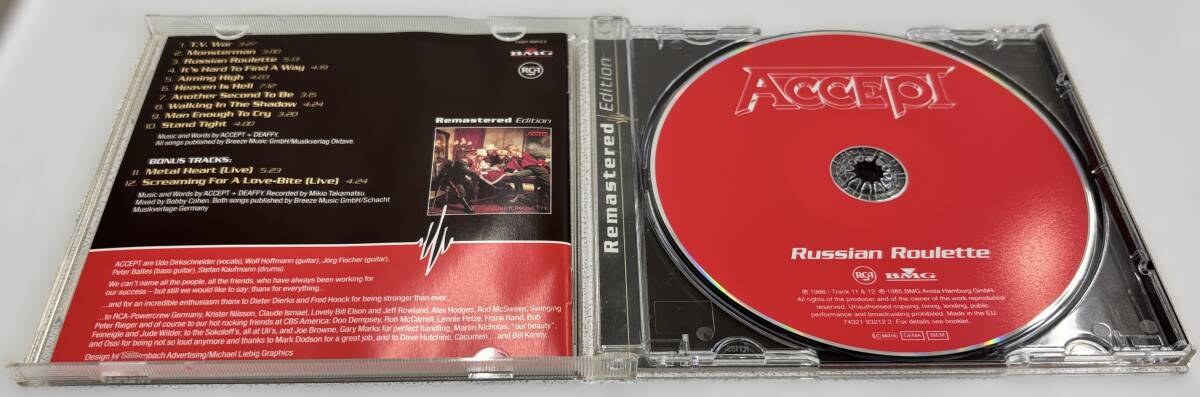 1. T.V. War 3:27
2. Monsterman 3:00
3. Russian Roulette 5:13
4. It's Hard To Find A Way 4:19
5. Aiming High 4:03
6. Heaven Is Hell 7:12
7. Another Second To Be 3:15
8. Walking In The Shadow 4:24
9. Man Enough To Cry 3:20
10. Stand Tight 4:00
Music and Words by ACCEPT + DEAFFY.
All songs published by Breeze Music GmbH/Musikverlag Oktave.
BONUS TRACKS:
11. Metal Heart (Live) 5:23
12. Screaming For A Love-Bite (Live) 4:24
Music and Words by ACCEPT + DEAFFY. Recorded by Mikio Takamatsu.
Mixed by Bobby Cohen. Both songs published by Breeze Music GmbH/Schacht
Musikverlage Germany
BMG
RCA
Remastered Edition
ACCEPT
RUSSIAN ROULETTE
ACCEPT are Udo Dirkschneider (vocals), Wolf Hoffmann (guitar), Jörg Fischer (guitar),
Peter Baltes (bass guitar), Stefan Kaufmann (drums).
We can't name all the people, all the friends, who have always been working for
our success – but still we would like to say: thanx for everything...
...and for an incredible enthusiasm thanx to Dieter Dierks and Fred Hoock for being stronger than ever.
...to RCA-Powercrew Germany, Krister Nilsson, Claude Ismael, Lovely Bill Elson and Jeff Rowland, Alex Hodges, Rod McSween, Swinging
Peter Rieger and of course to our hot rocking friends at CBS America: Don Dempsey, Ron McCarrell, Lennie Petze, Frank Rand, Bob
Feineigle and Jude Wilder, to the Sokoloff's, all at Ulli's, and Joe Browne, Gary Marks for perfect handling, Martin Nicholas, "our beauty",
and Ossi for being not so loud anymore and thanks to Mark Dodson for a great job, and to Dave Hutchins, Cacumen ... and Bill Kenny.
Design by Sassenbach Advertising/Michael Liebig Graphics
Remastered Edition
ACCEPT
Russian Roulette
RCA BMG
℗ 1986 / Track 11 & 12 ℗ 1985 BMG Ariola Hamburg GmbH.
All rights of the producer and of the owner of the work reproduced
reserved. Unauthorised copying, hiring, lending, public
performance and broadcasting prohibited. Made in the EU.
74321 93212 2: For details see booklet.
BIEM